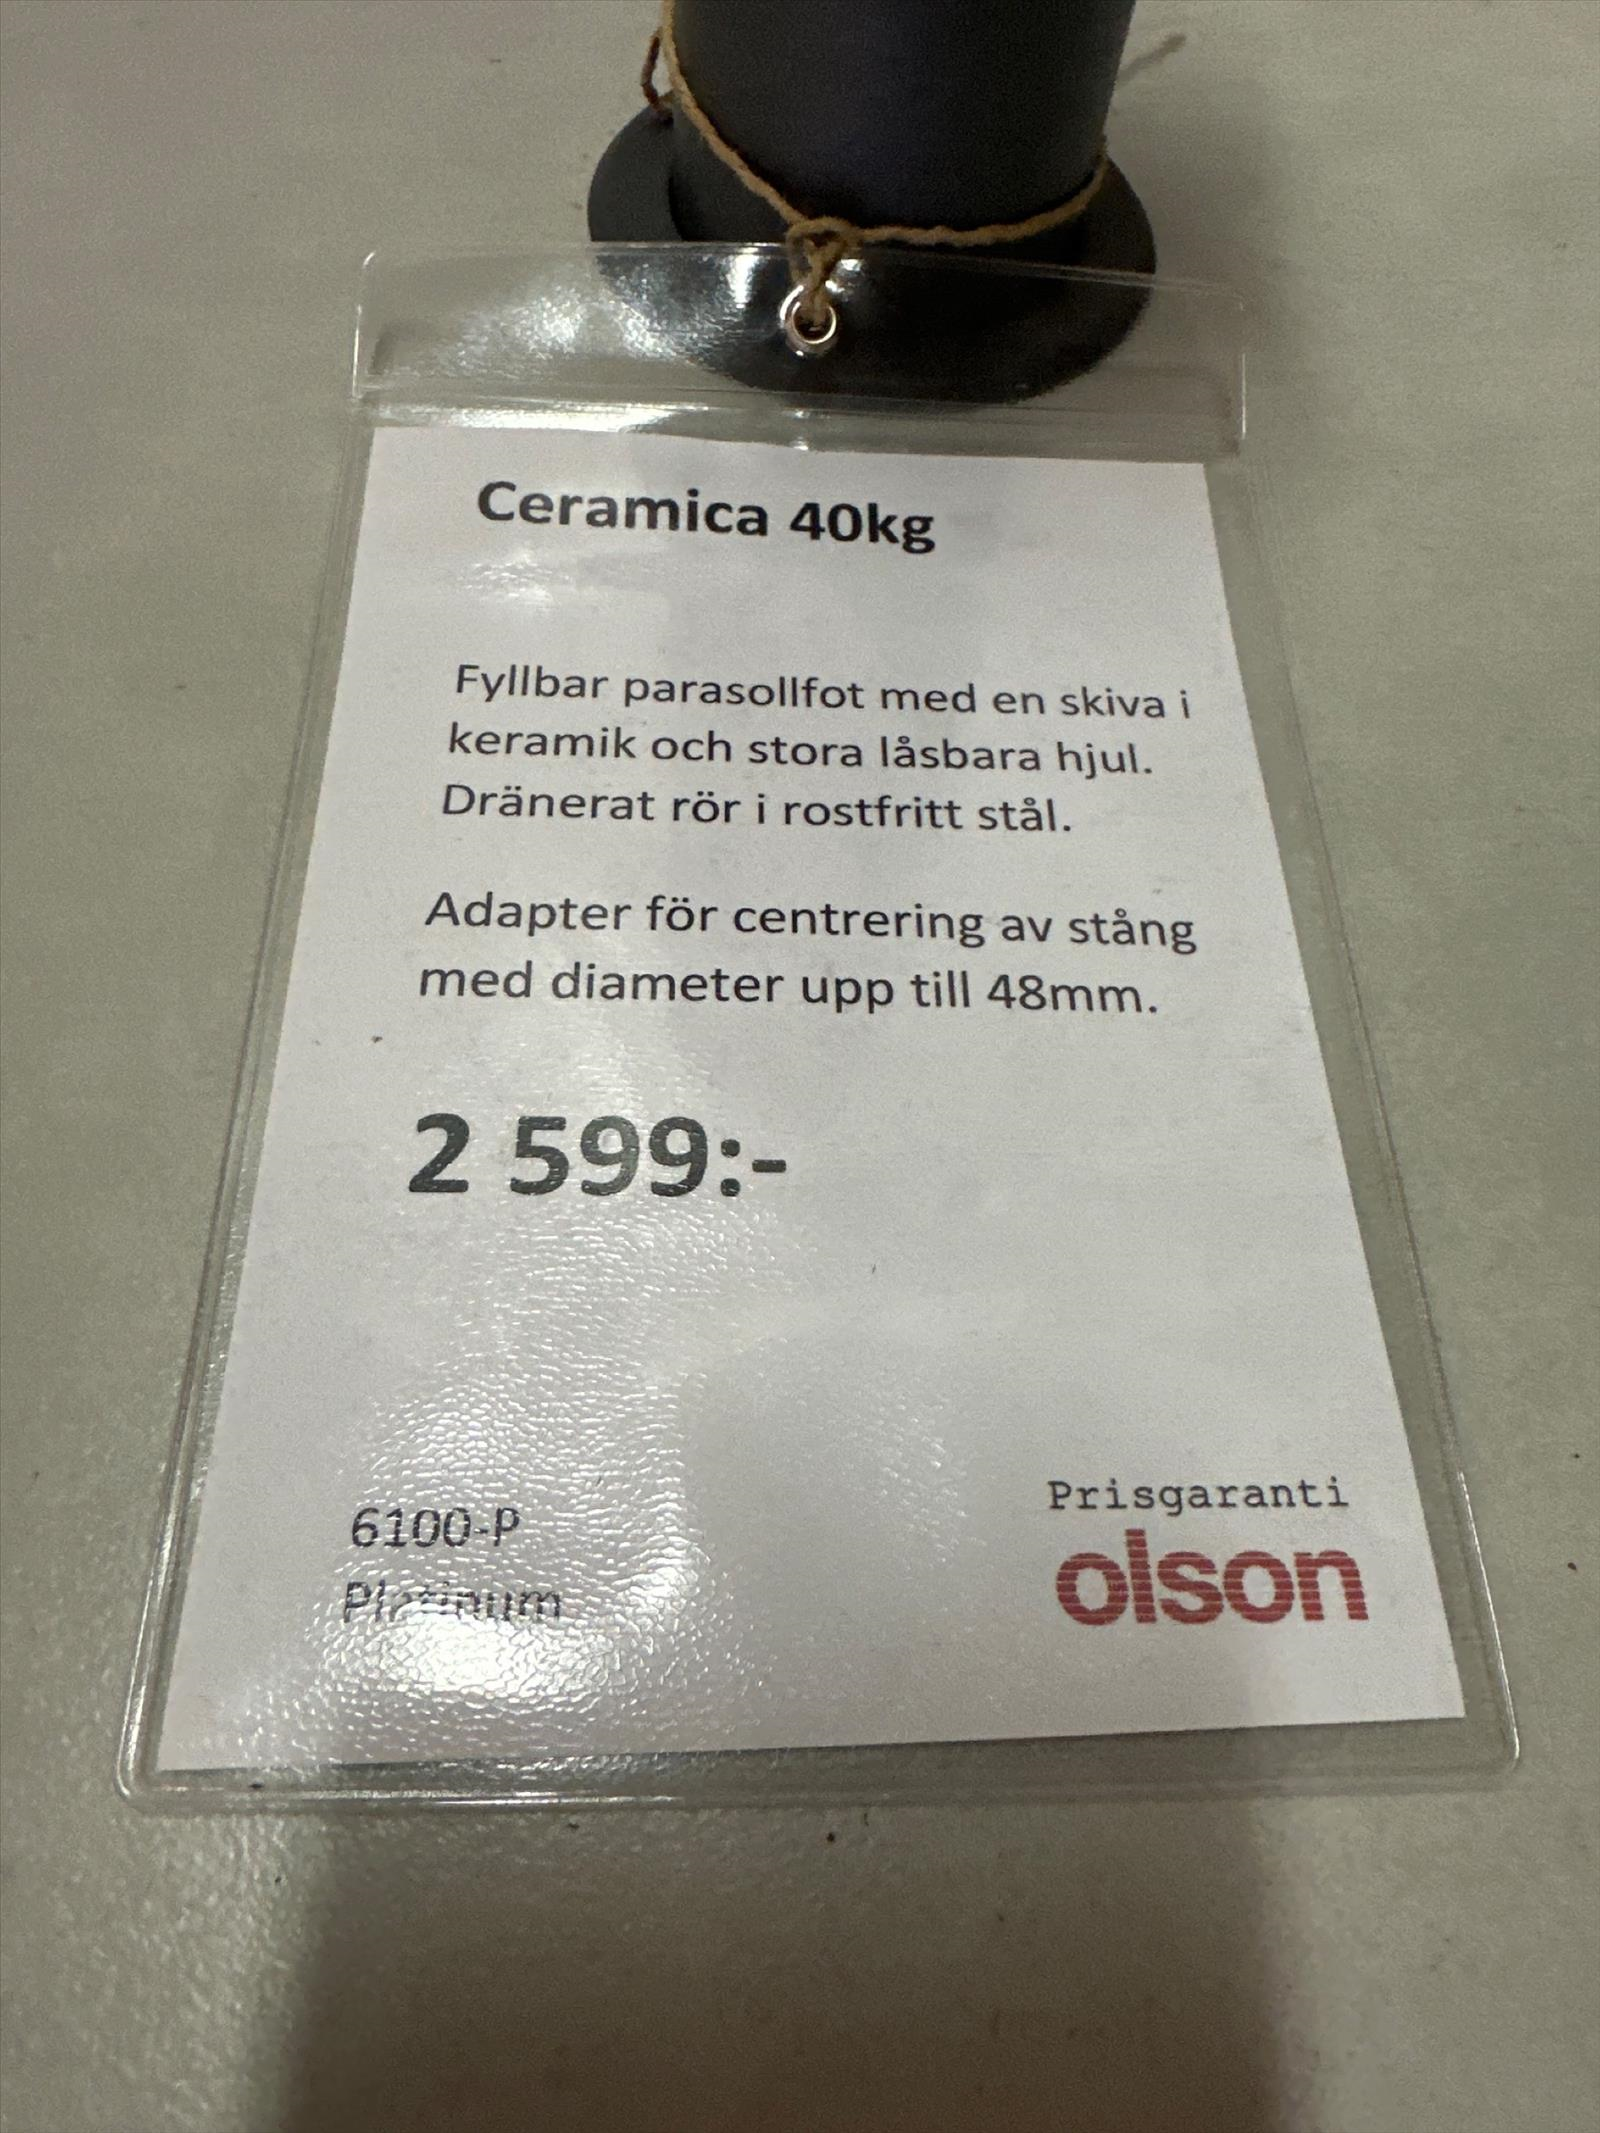 Ceramica 40kg
Fyllbar parasollfot med en skiva i
keramik och stora låsbara hjul.
Dränerat rör i rostfritt stål.
Adapter för centrering av stång
med diameter upp till 48mm.
2 599:-
6100-P
Platinum
Prisgaranti
olson